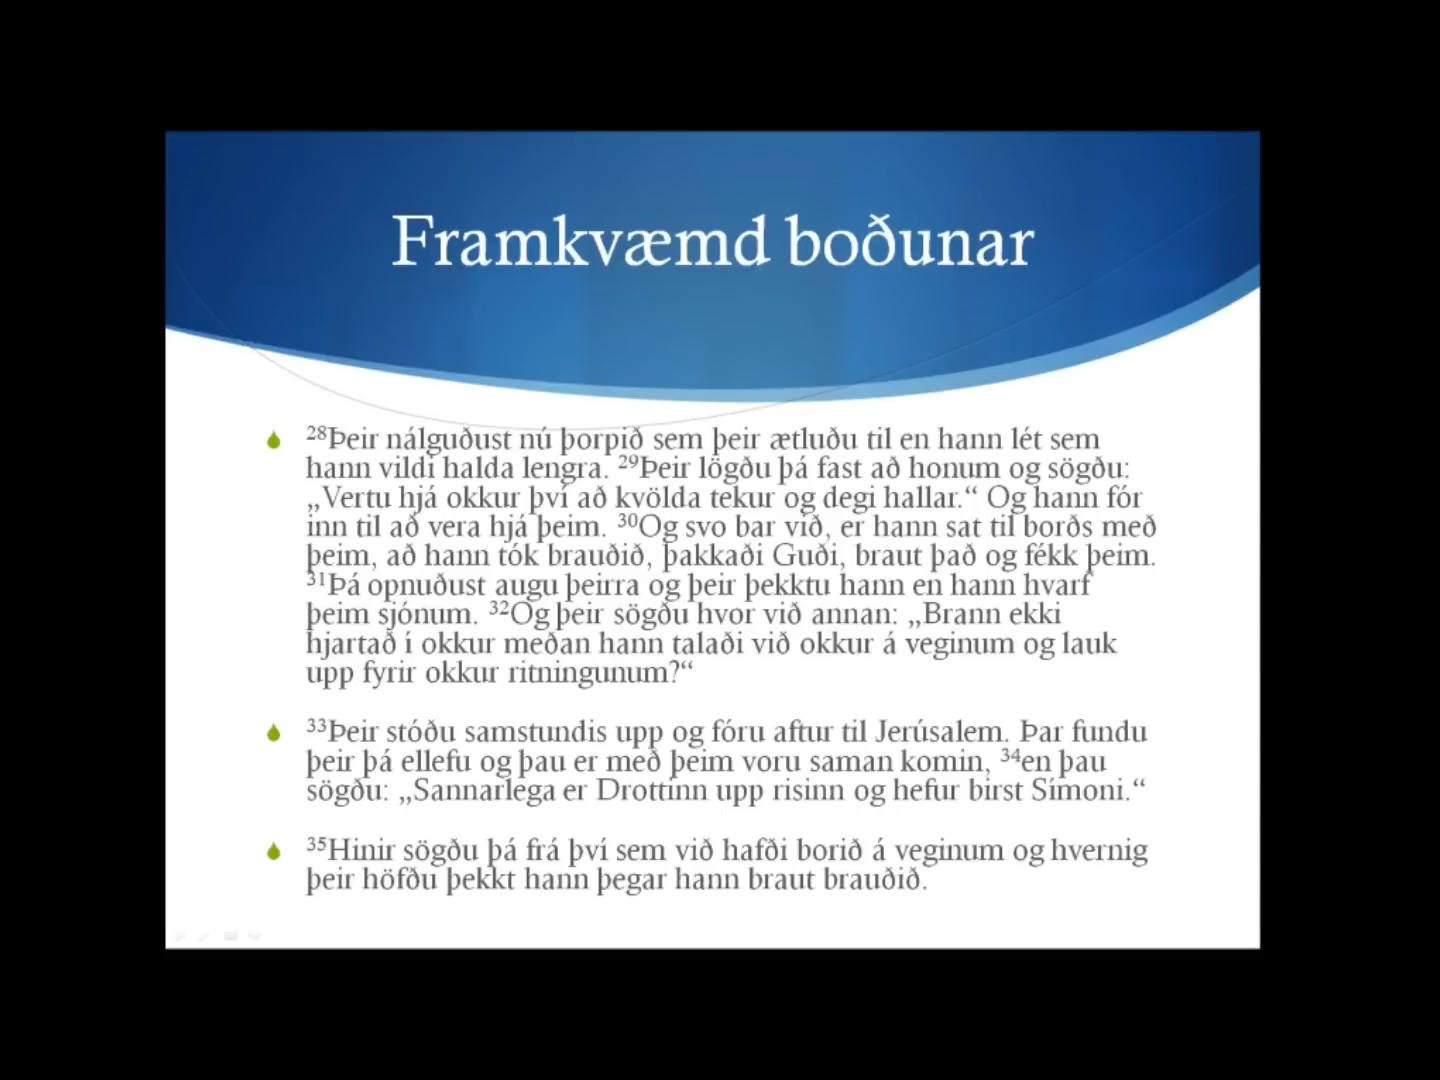 Framkvæmd boðunar
28Þeir nálguðust nú þorpið sem þeir ætluðu til en hann lét sem
hann vildi halda lengra. 29Þeir lögðu þá fast að honum og sögðu:
„Vertu hjá okkur því að kvölda tekur og degi hallar.“ Og hann fór
inn til að vera hjá þeim. 30Og svo bar við, er hann sat til borðs með
þeim, að hann tók brauðið, þakkaði Guði, braut það og fékk þeim.
31Þá opnuðust augu þeirra og þeir þekktu hann en hann hvarf
þeim sjónum. 32Og þeir sögðu hvor við annan: „Brann ekki
hjartað í okkur meðan hann talaði við okkur á veginum og lauk
upp fyrir okkur ritningunum?“
33Þeir stóðu samstundis upp og fóru aftur til Jerúsalem. Þar fundu
þeir þá ellefu og þau er með þeim voru saman komin, 34en þau
sögðu: „Sannarlega er Drottinn upp risinn og hefur birst Símoni.“
35Hinir sögðu þá frá því sem við hafði borið á veginum og hvernig
þeir höfðu þekkt hann þegar hann braut brauðið.